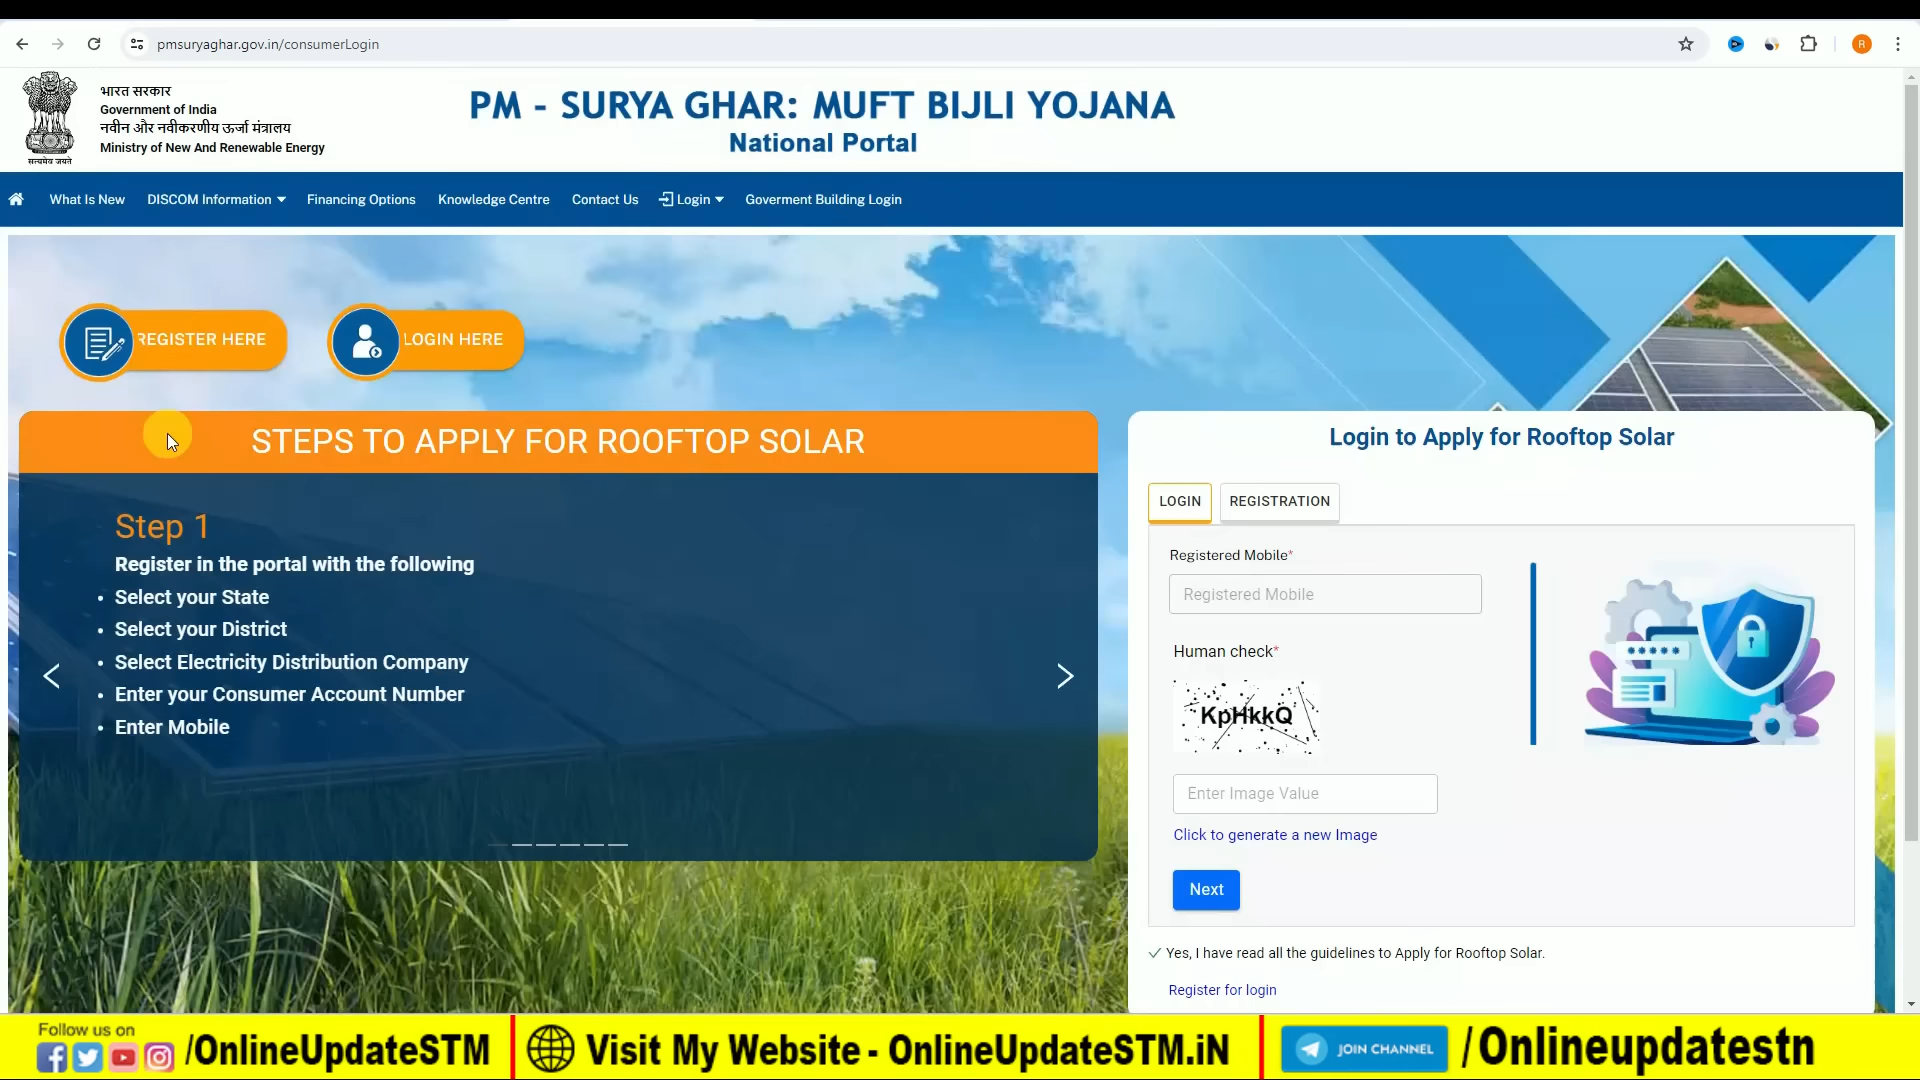 pmsuryaghar.gov.in/consumerLogin
R
भारत सरकार
Government of India
नवीन और नवीकरणीय ऊर्जा मंत्रालय
Ministry of New And Renewable Energy
सत्यमेव जयते
PM - SURYA GHAR: MUFT BIJLI YOJANA
National Portal
What Is New
DISCOM Information
Financing Options
Knowledge Centre
Contact Us
Login
Goverment Building Login
REGISTER HERE
LOGIN HERE
STEPS TO APPLY FOR ROOFTOP SOLAR
Step 1
Register in the portal with the following
• Select your State
• Select your District
• Select Electricity Distribution Company
• Enter your Consumer Account Number
• Enter Mobile
Login to Apply for Rooftop Solar
LOGIN
REGISTRATION
Registered Mobile*
Registered Mobile
Human check*
KpHkkQ
Enter Image Value
Click to generate a new Image
Next
Yes, I have read all the guidelines to Apply for Rooftop Solar.
Register for login
Follow us on
/OnlineUpdateSTM
Visit My Website - OnlineUpdateSTM.iN
JOIN CHANNEL
/Onlineupdatestn